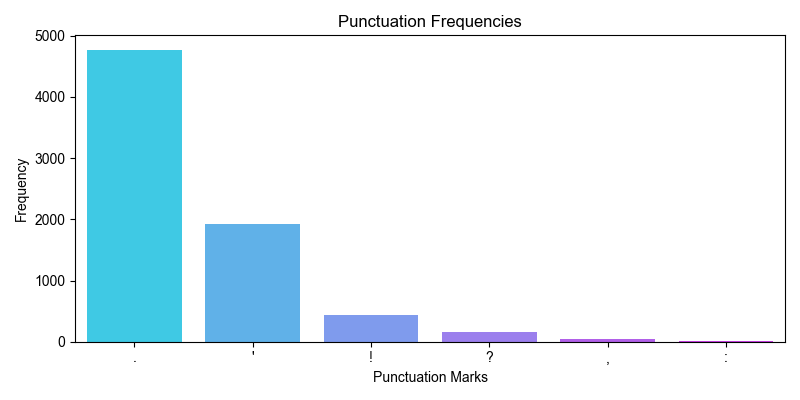 Punctuation Frequencies
5000
4000
3000
2000
1000
0
Frequency
. ' ! ? , :
Punctuation Marks